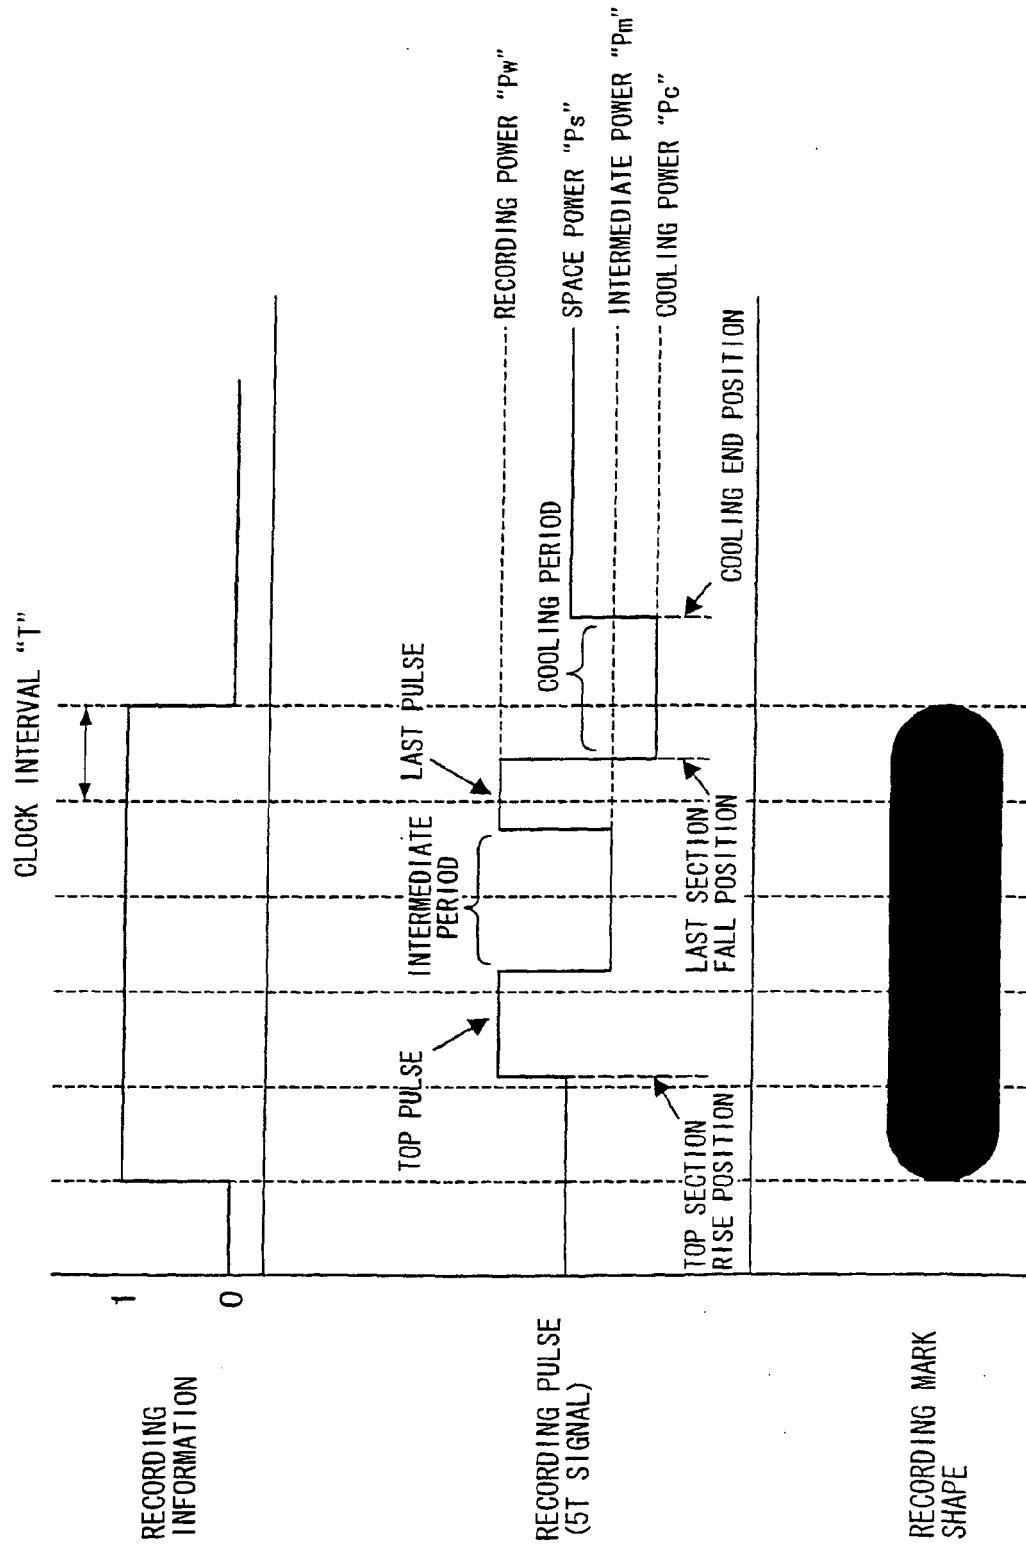 CLOCK INTERVAL “T”
RECORDING
INFORMATION
1
0
RECORDING PULSE
(5T SIGNAL)
TOP PULSE
INTERMEDIATE
PERIOD
LAST PULSE
COOLING PERIOD
RECORDING POWER “Pw”
SPACE POWER “Ps”
INTERMEDIATE POWER “Pm”
COOLING POWER “Pc”
TOP SECTION
RISE POSITION
LAST SECTION
FALL POSITION
COOLING END POSITION
RECORDING MARK
SHAPE